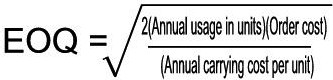 EOQ = √ 2(Annual usage in units)(Order cost)
(Annual carrying cost per unit)